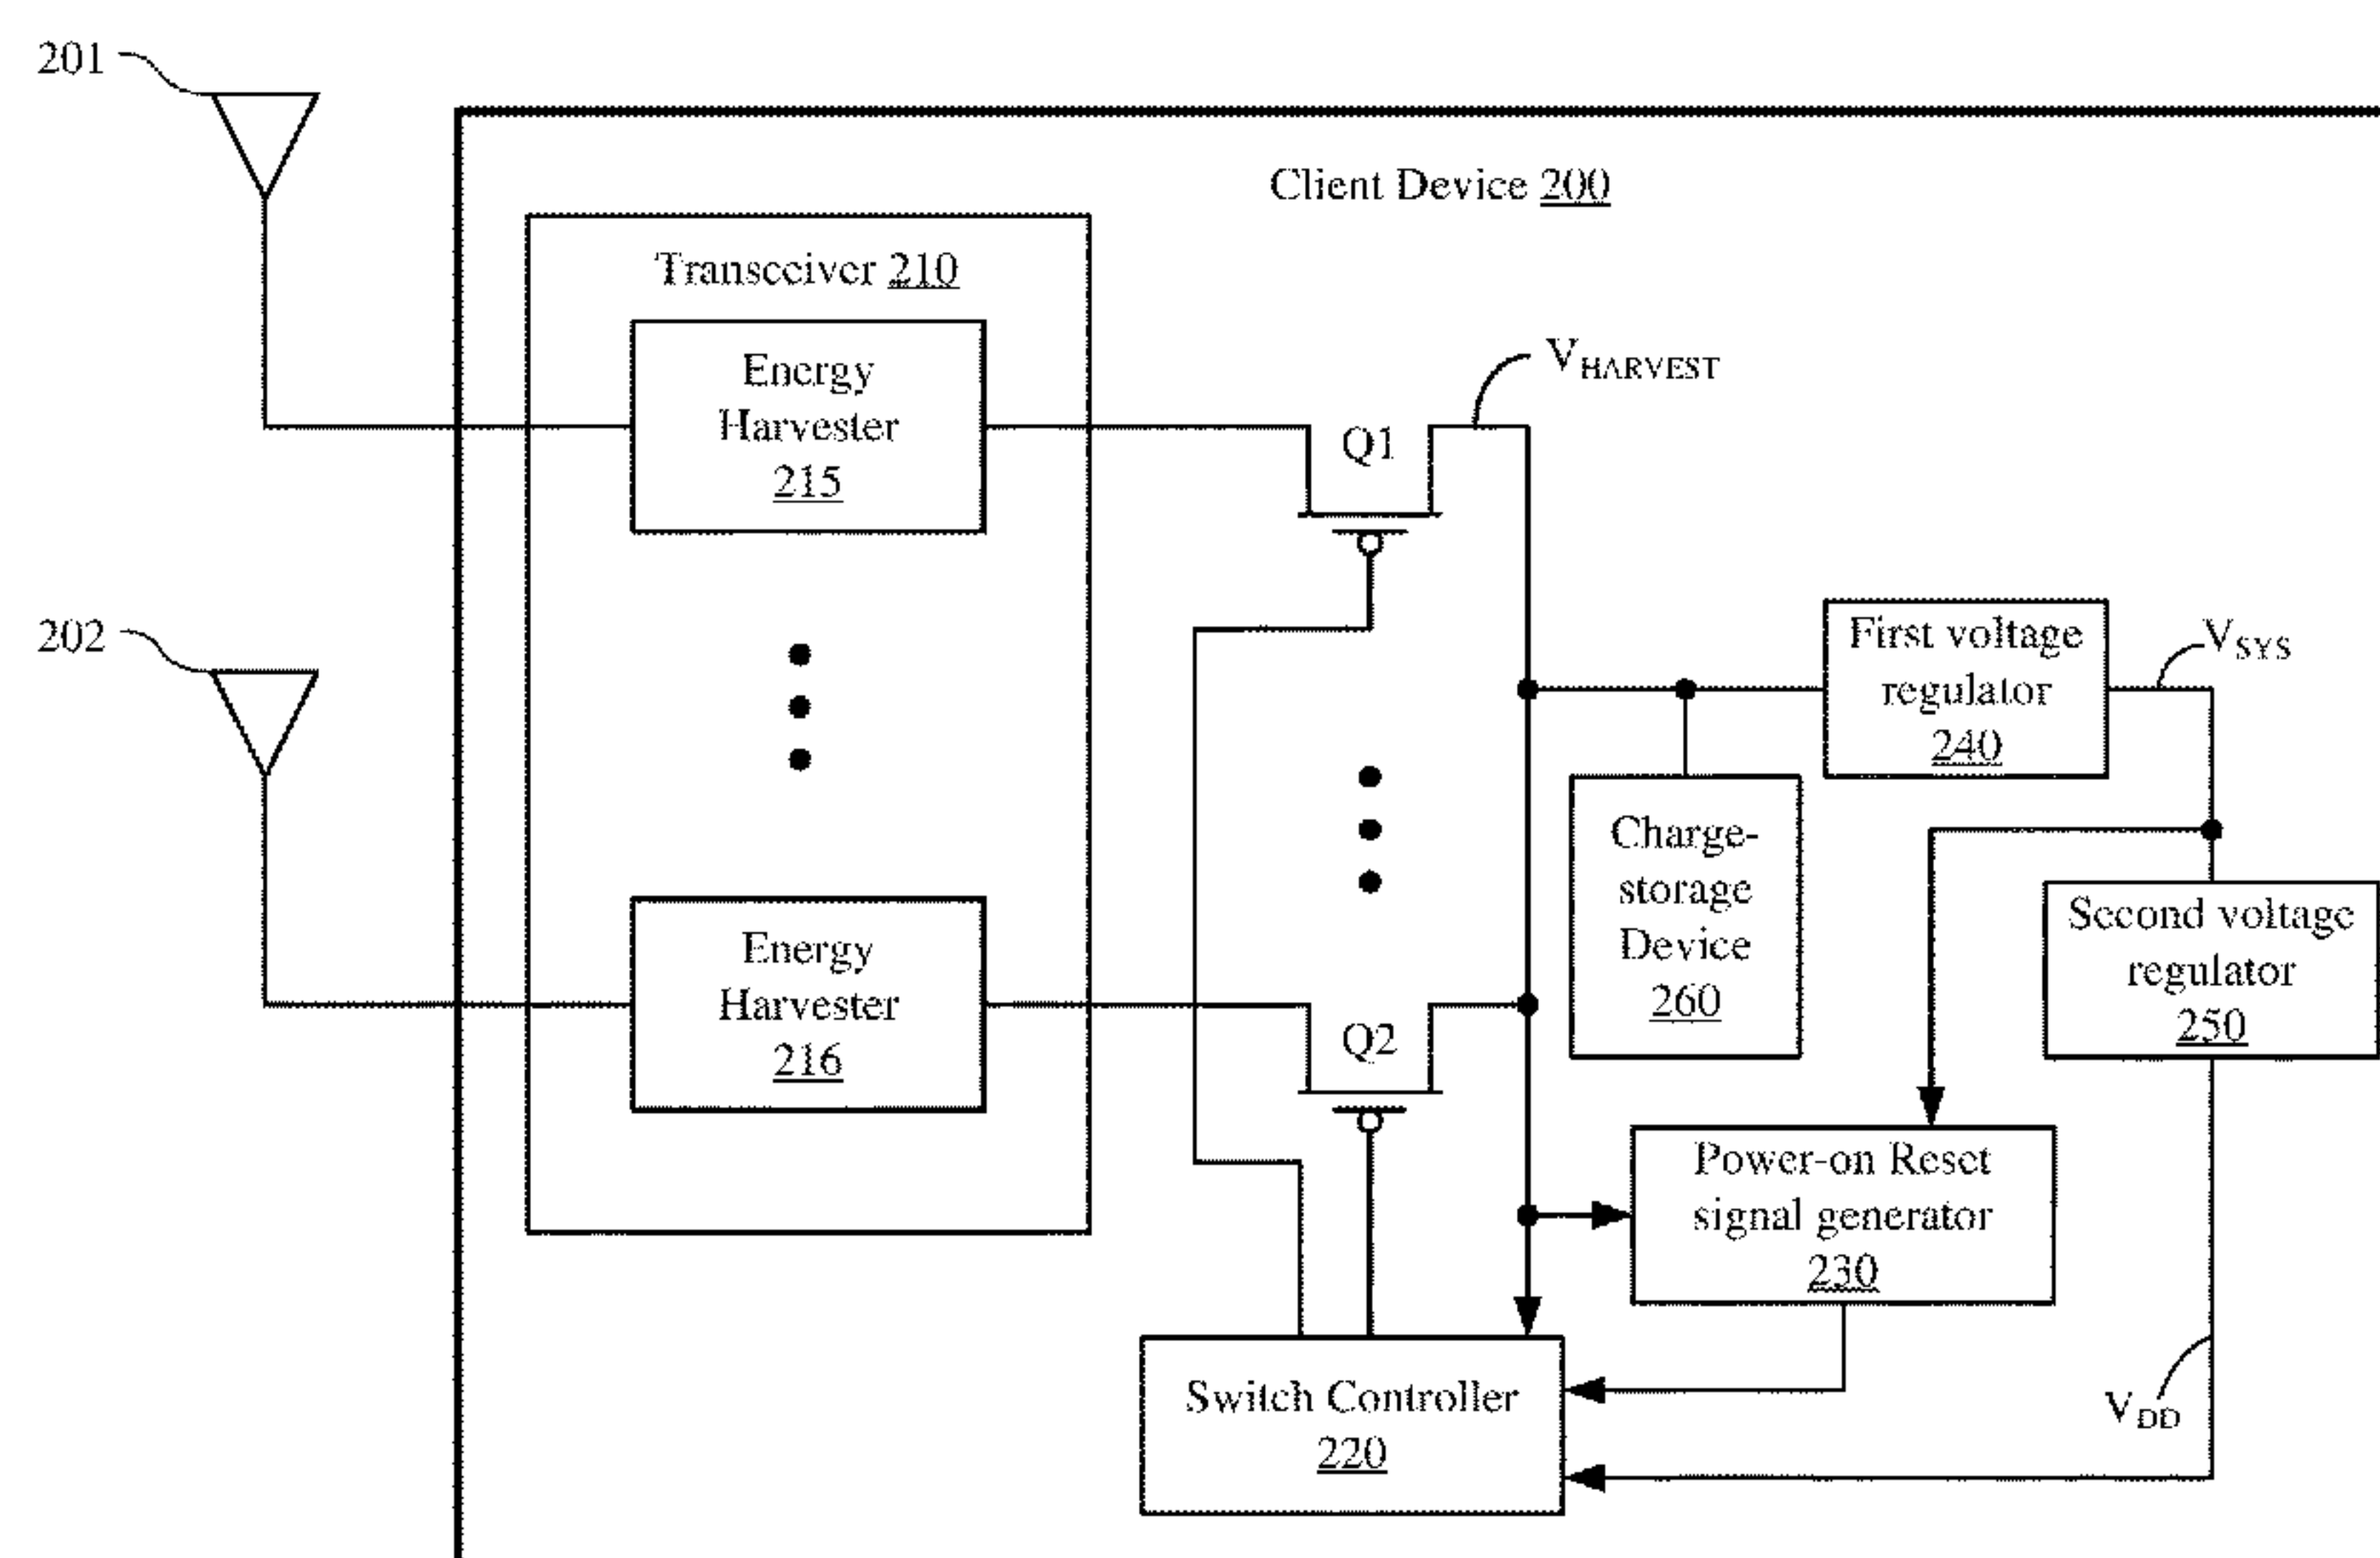 201
Client Device 200
Transceiver 210
Energy
Harvester
215
Q1
VHARVEST
202
First voltage
regulator
240
VSYS
Charge-
storage
Device
260
Second voltage
regulator
250
Energy
Harvester
216
Q2
Power-on Reset
signal generator
230
Switch Controller
220
VDD